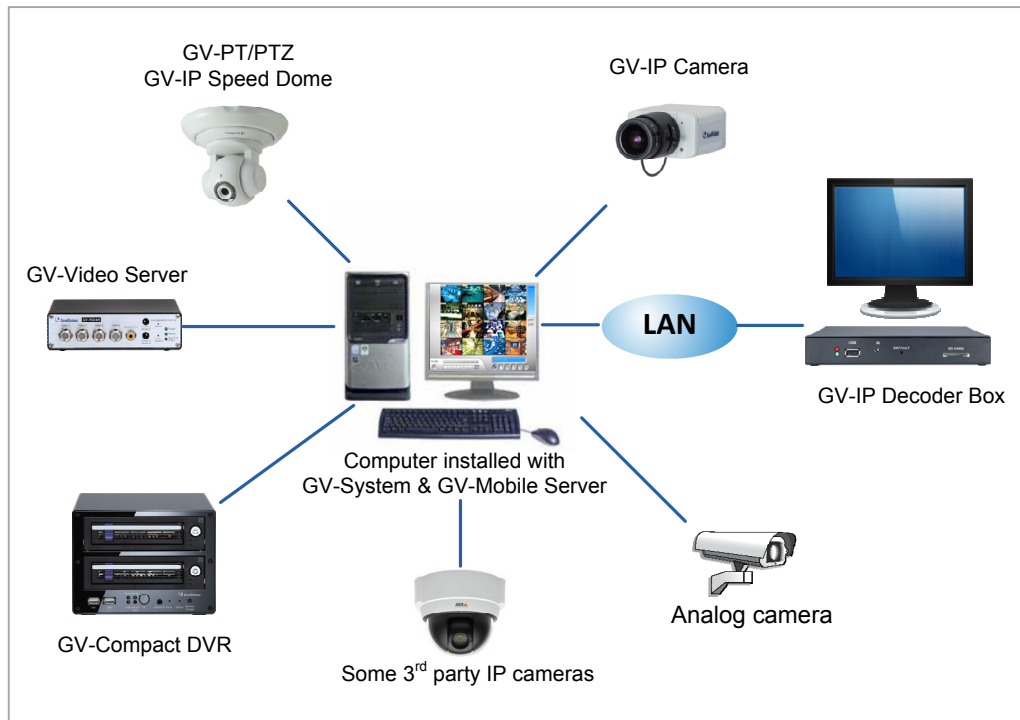 GV-PT/PTZ
GV-IP Speed Dome
GV-IP Camera
GV-Video Server
LAN
GV-IP Decoder Box
Computer installed with
GV-System & GV-Mobile Server
GV-Compact DVR
Some 3rd party IP cameras
Analog camera